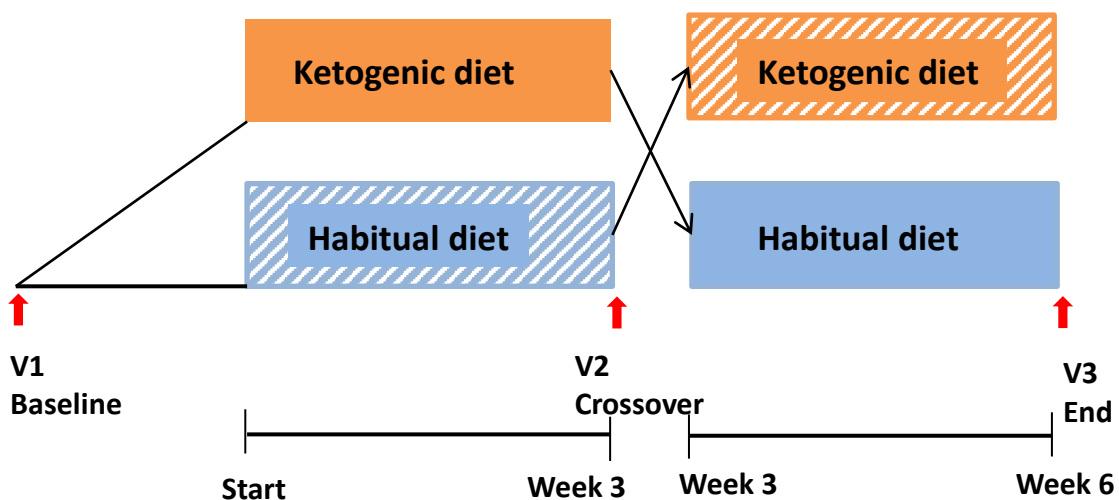 Ketogenic diet
Ketogenic diet
Habitual diet
Habitual diet
V1
Baseline
V2
Crossover
V3
End
Start
Week 3
Week 3
Week 6